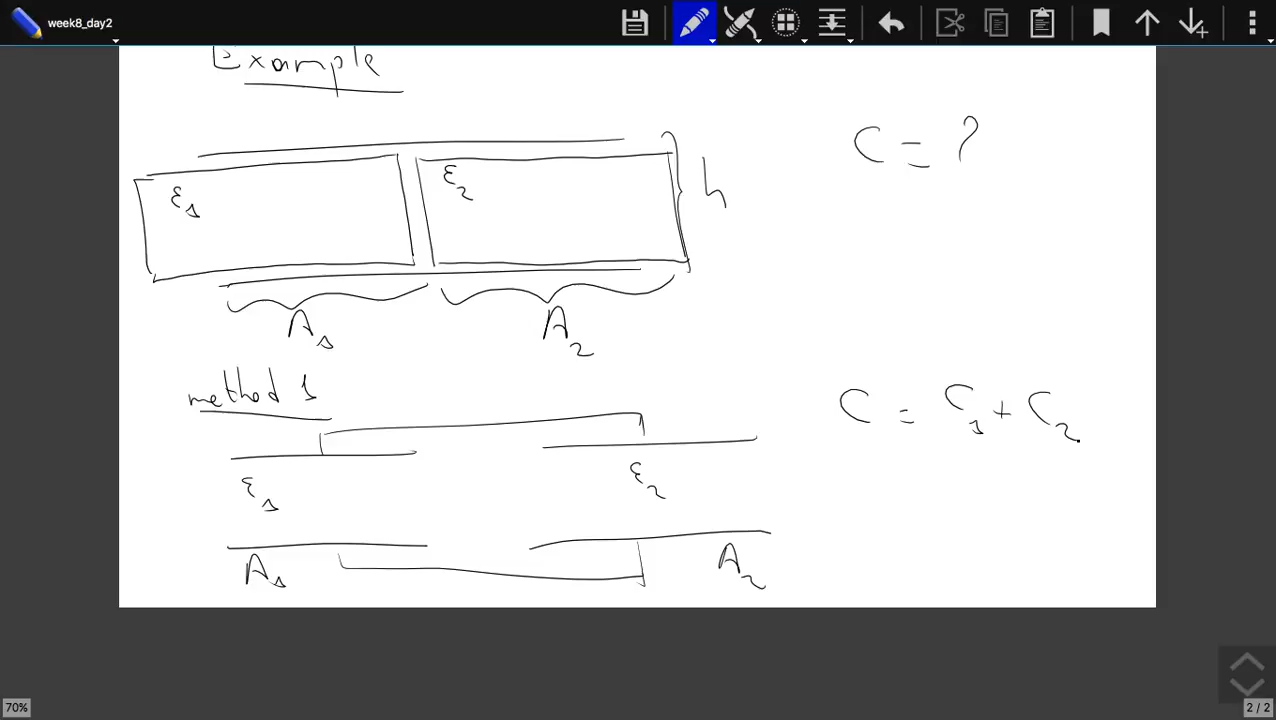 week8_day2
Example
C = ?
ε1 ε2 h
A1 A2
method 1
C = C1 + C2
ε1 ε2
A1 A2
70% 2 / 2